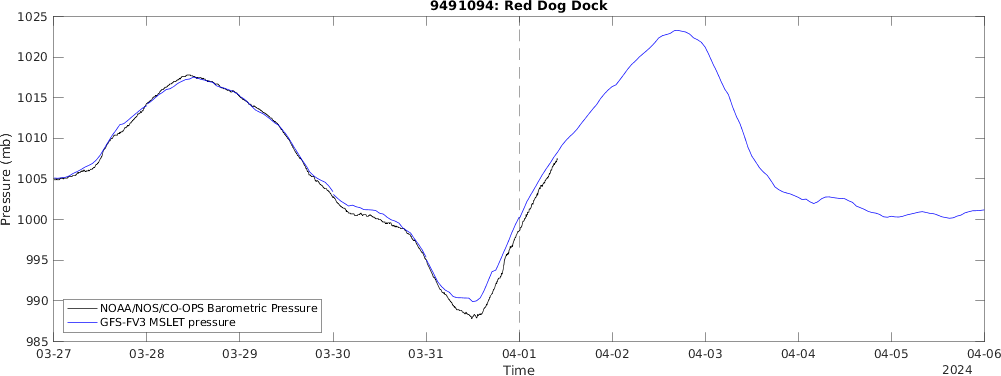 9491094: Red Dog Dock
Pressure (mb)
1025
1020
1015
1010
1005
1000
995
990
985
NOAA/NOS/CO-OPS Barometric Pressure
GFS-FV3 MSLET pressure
03-27 03-28 03-29 03-30 03-31 04-01 04-02 04-03 04-04 04-05 04-06
Time
2024